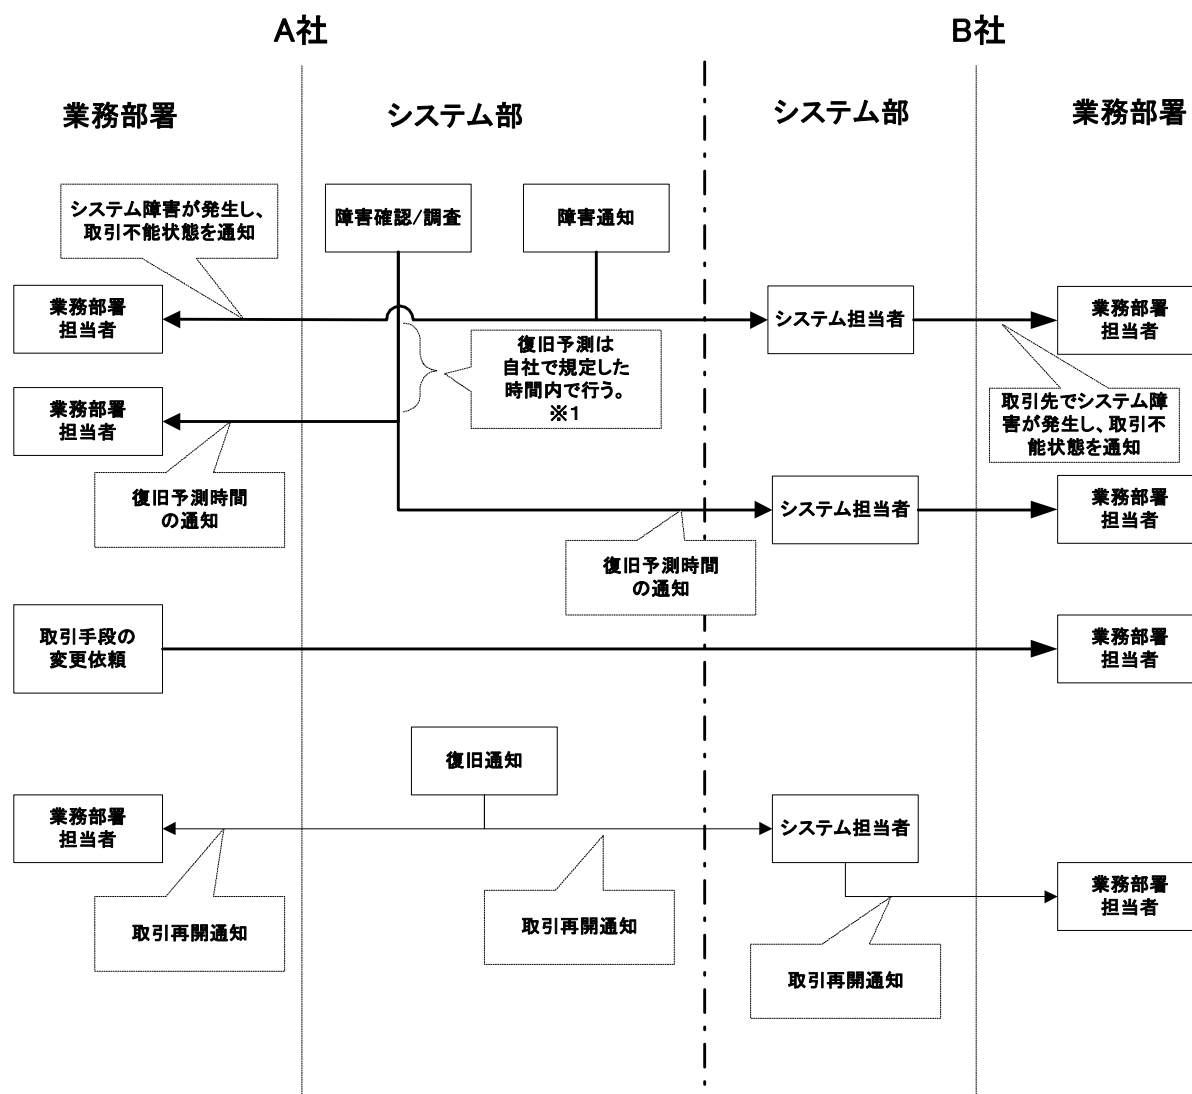 A社
B社
業務部署
システム部
システム部
業務部署
システム障害が発生し、
取引不能状態を通知
障害確認/調査
障害通知
業務部署
担当者
システム担当者
業務部署
担当者
復旧予測は
自社で規定した
時間内で行う。
※1
業務部署
担当者
取引先でシステム障
害が発生し、取引不
能状態を通知
復旧予測時間
の通知
システム担当者
業務部署
担当者
復旧予測時間
の通知
取引手段の
変更依頼
業務部署
担当者
復旧通知
業務部署
担当者
システム担当者
業務部署
担当者
取引再開通知
取引再開通知
取引再開通知